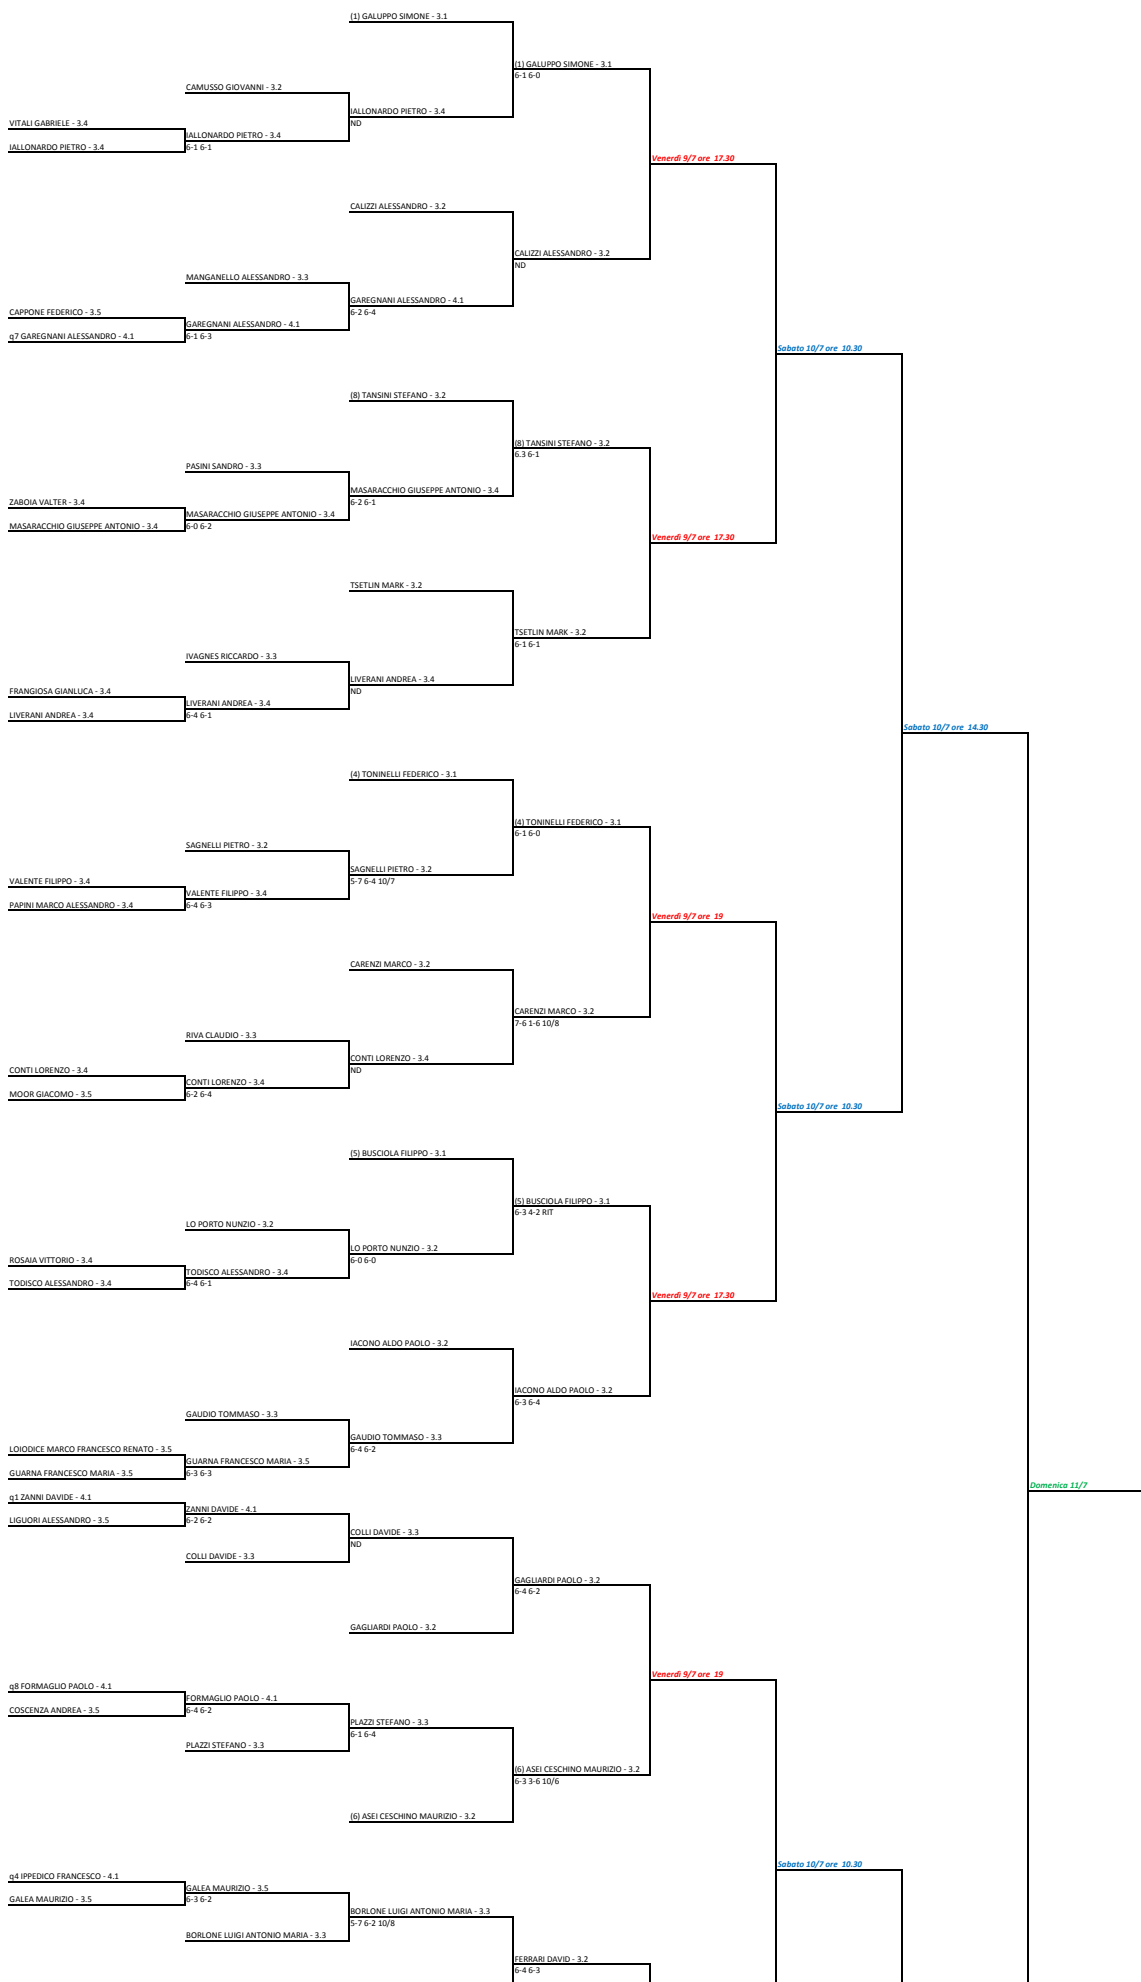 (1) GALUPPO SIMONE - 3.1
(1) GALUPPO SIMONE - 3.1
6-1 6-0
CAMUSSO GIOVANNI - 3.2
IALLONARDO PIETRO - 3.4
ND
VITALI GABRIELE - 3.4
IALLONARDO PIETRO - 3.4
IALLONARDO PIETRO - 3.4
6-1 6-1
Venerdì 9/7 ore 17.30
CALIZZI ALESSANDRO - 3.2
CALIZZI ALESSANDRO - 3.2
ND
MANGANELLO ALESSANDRO - 3.3
GAREGNANI ALESSANDRO - 4.1
6-2 6-4
CAPPONE FEDERICO - 3.5
GAREGNANI ALESSANDRO - 4.1
q7 GAREGNANI ALESSANDRO - 4.1
6-1 6-3
Sabato 10/7 ore 10.30
(8) TANSINI STEFANO - 3.2
(8) TANSINI STEFANO - 3.2
6.3 6-1
PASINI SANDRO - 3.3
MASARACCHIO GIUSEPPE ANTONIO - 3.4
6-2 6-1
ZABOIA VALTER - 3.4
MASARACCHIO GIUSEPPE ANTONIO - 3.4
MASARACCHIO GIUSEPPE ANTONIO - 3.4
6-0 6-2
Venerdì 9/7 ore 17.30
TSETLIN MARK - 3.2
TSETLIN MARK - 3.2
6-1 6-1
IVAGNES RICCARDO - 3.3
LIVERANI ANDREA - 3.4
ND
FRANGIOSA GIANLUCA - 3.4
LIVERANI ANDREA - 3.4
LIVERANI ANDREA - 3.4
6-4 6-1
Sabato 10/7 ore 14.30
(4) TONINELLI FEDERICO - 3.1
(4) TONINELLI FEDERICO - 3.1
6-1 6-0
SAGNELLI PIETRO - 3.2
SAGNELLI PIETRO - 3.2
5-7 6-4 10/7
VALENTE FILIPPO - 3.4
VALENTE FILIPPO - 3.4
PAPINI MARCO ALESSANDRO - 3.4
6-4 6-3
Venerdì 9/7 ore 19
CARENZI MARCO - 3.2
CARENZI MARCO - 3.2
7-6 1-6 10/8
RIVA CLAUDIO - 3.3
CONTI LORENZO - 3.4
ND
CONTI LORENZO - 3.4
CONTI LORENZO - 3.4
MOOR GIACOMO - 3.5
6-2 6-4
Sabato 10/7 ore 10.30
(5) BUSCIOLA FILIPPO - 3.1
(5) BUSCIOLA FILIPPO - 3.1
6-3 4-2 RIT
LO PORTO NUNZIO - 3.2
LO PORTO NUNZIO - 3.2
6-0 6-0
ROSAIA VITTORIO - 3.4
TODISCO ALESSANDRO - 3.4
TODISCO ALESSANDRO - 3.4
6-4 6-1
Venerdì 9/7 ore 17.30
IACONO ALDO PAOLO - 3.2
IACONO ALDO PAOLO - 3.2
6-3 6-4
GAUDIO TOMMASO - 3.3
GAUDIO TOMMASO - 3.3
6-4 6-2
LOIODICE MARCO FRANCESCO RENATO - 3.5
GUARNA FRANCESCO MARIA - 3.5
GUARNA FRANCESCO MARIA - 3.5
6-3 6-3
Domenica 11/7
q1 ZANNI DAVIDE - 4.1
ZANNI DAVIDE - 4.1
LIGUORI ALESSANDRO - 3.5
6-2 6-2
COLLI DAVIDE - 3.3
ND
COLLI DAVIDE - 3.3
GAGLIARDI PAOLO - 3.2
6-4 6-2
GAGLIARDI PAOLO - 3.2
Venerdì 9/7 ore 19
q8 FORMAGLIO PAOLO - 4.1
FORMAGLIO PAOLO - 4.1
COSCENZA ANDREA - 3.5
6-4 6-2
PLAZZI STEFANO - 3.3
6-1 6-4
PLAZZI STEFANO - 3.3
(6) ASEI CESCHINO MAURIZIO - 3.2
6-3 3-6 10/6
(6) ASEI CESCHINO MAURIZIO - 3.2
Sabato 10/7 ore 10.30
q4 IPPEDICO FRANCESCO - 4.1
GALEA MAURIZIO - 3.5
GALEA MAURIZIO - 3.5
6-3 6-2
BORLONE LUIGI ANTONIO MARIA - 3.3
5-7 6-2 10/8
BORLONE LUIGI ANTONIO MARIA - 3.3
FERRARI DAVID - 3.2
6-4 6-3